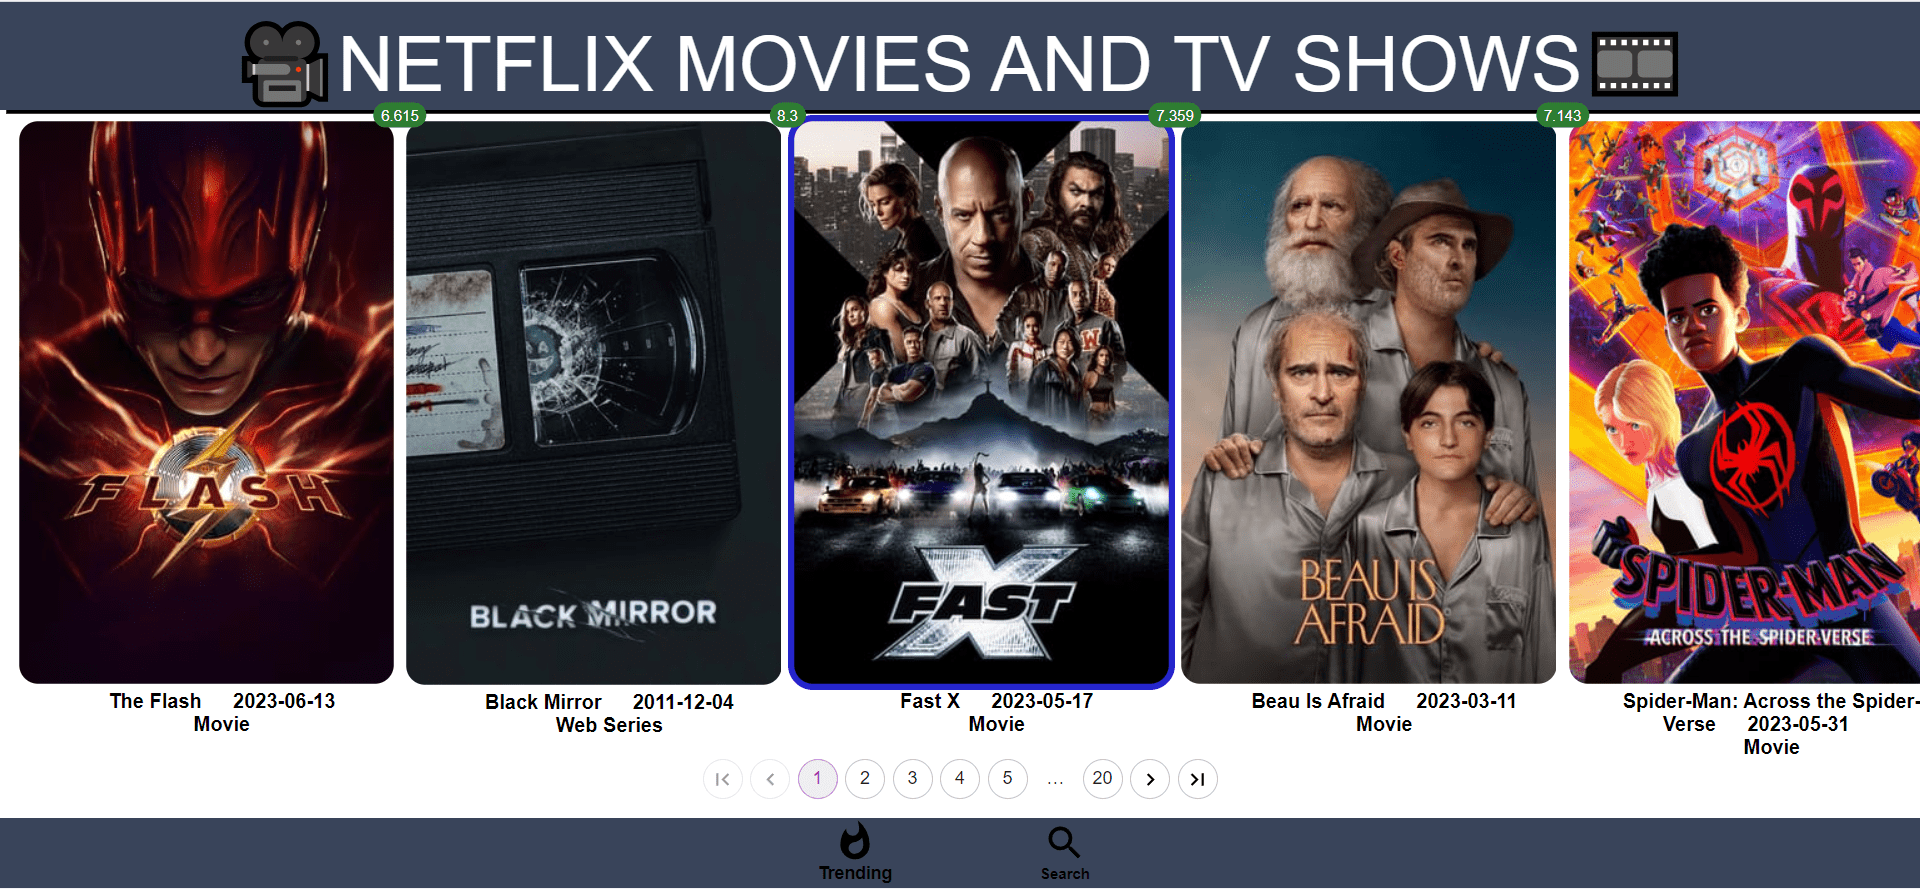 NETFLIX MOVIES AND TV SHOWS
6.615
8.3
7.359
7.143
FLASH
BLACK MIRROR
FAST X
W
BEAU IS
AFRAID
SPIDER-MAN
ACROSS THE SPIDER-VERSE
The Flash 2023-06-13
Movie
Black Mirror 2011-12-04
Web Series
Fast X 2023-05-17
Movie
Beau Is Afraid 2023-03-11
Movie
Spider-Man: Across the Spider-
Verse 2023-05-31
Movie
1 2 3 4 5 ... 20
Trending
Search